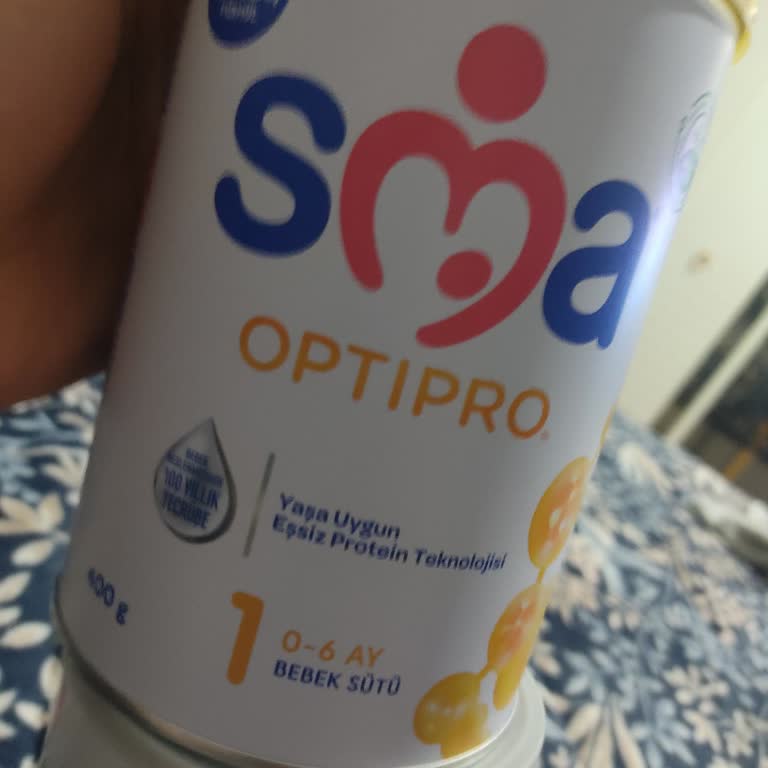 sma
OPTIPRO®
100 YILLIK
TECRÜBE
Yaşa Uygun
Eşsiz Protein Teknolojisi
1
0-6 AY
BEBEK SÜTÜ